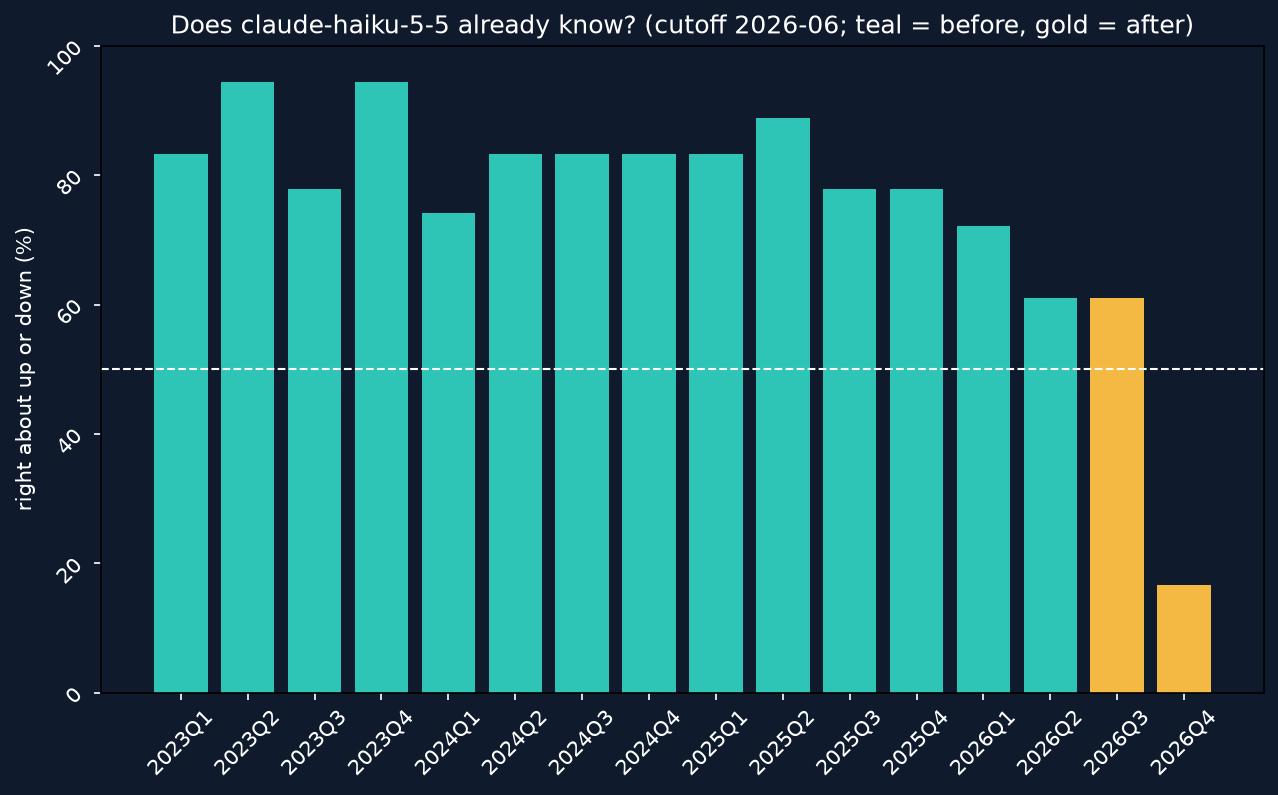 Does claude-haiku-5-5 already know? (cutoff 2026-06; teal = before, gold = after)
right about up or down (%)
100
80
60
40
20
0
2023Q1
2023Q2
2023Q3
2023Q4
2024Q1
2024Q2
2024Q3
2024Q4
2025Q1
2025Q2
2025Q3
2025Q4
2026Q1
2026Q2
2026Q3
2026Q4